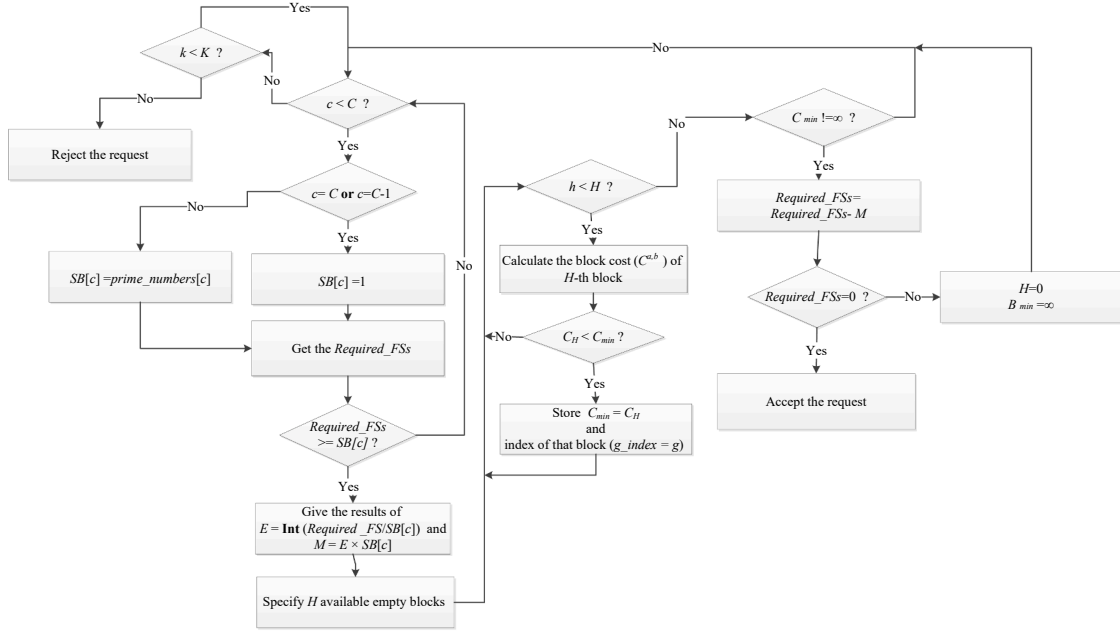 Yes
k < K ?
No
No
Reject the request
c < C ?
Yes
c= C or c=C-1
No
Yes
SB[c] =prime_numbers[c]
SB[c] =1
Get the Required_FSs
No
Required_FSs
>= SB[c] ?
Yes
Give the results of
E = Int (Required _FS/SB[c]) and
M = E × SB[c]
Specify H available empty blocks
h < H ?
No
Yes
Calculate the block cost (C^{a,b} ) of
H-th block
C_H < C_min ?
No
Yes
Store C_min = C_H
and
index of that block (g_index = g)
No
C min !=∞ ?
Yes
Required_FSs=
Required_FSs- M
Required_FSs=0 ?
No
H=0
B min =∞
Yes
Accept the request